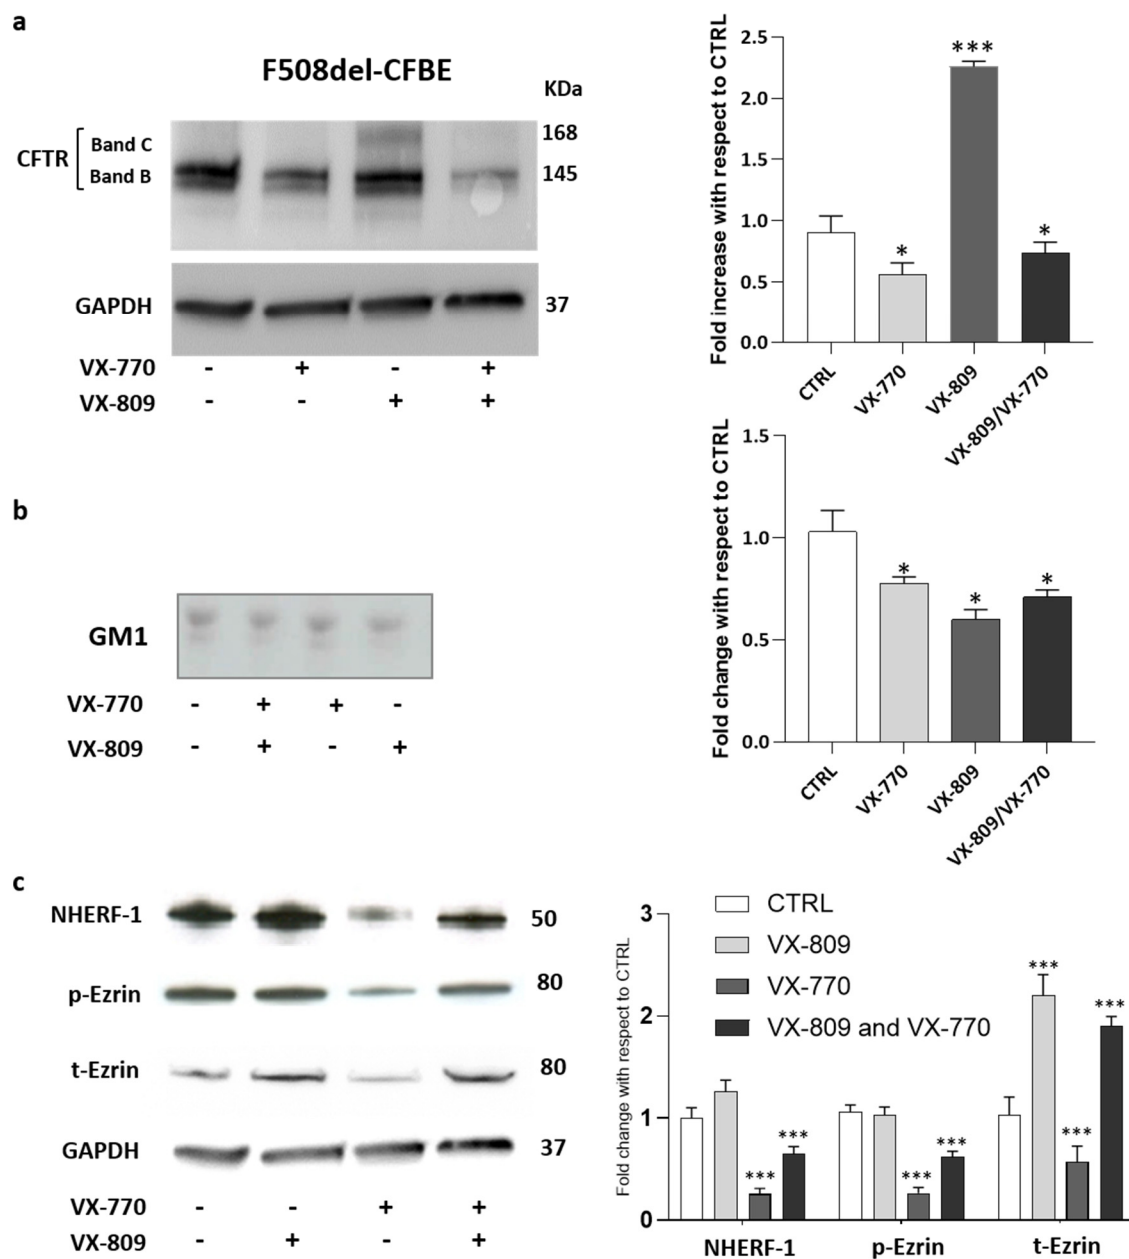 a
F508del-CFBE
KDa
CFTR
Band C
Band B
168
145
GAPDH
37
VX-770 - + - +
VX-809 - - + +
Fold increase with respect to CTRL
2.5
2.0
1.5
1.0
0.5
0.0
***
*
*
CTRL
VX-770
VX-809
VX-809/VX-770
b
GM1
VX-770 - + + -
VX-809 - + - +
Fold change with respect to CTRL
1.5
1.0
0.5
0.0
*
*
*
CTRL
VX-770
VX-809
VX-809/VX-770
c
NHERF-1 50
p-Ezrin 80
t-Ezrin 80
GAPDH 37
VX-770 - - + +
VX-809 - + - +
Fold change with respect to CTRL
3
2
1
0
CTRL
VX-809
VX-770
VX-809 and VX-770
***
***
***
***
***
***
***
NHERF-1 p-Ezrin t-Ezrin